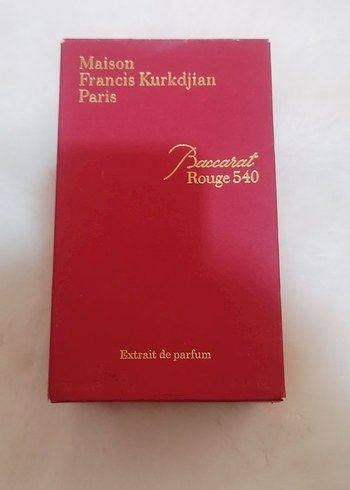 Maison
Francis Kurkdjian
Paris
Baccarat
Rouge 540
Extrait de parfum